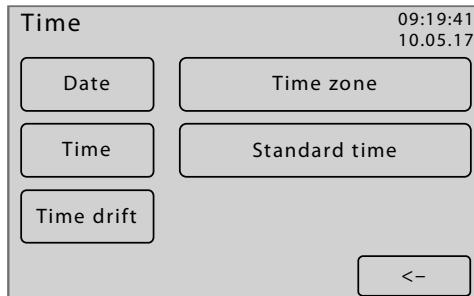 Time
09:19:41
10.05.17
Date
Time zone
Time
Standard time
Time drift
<–